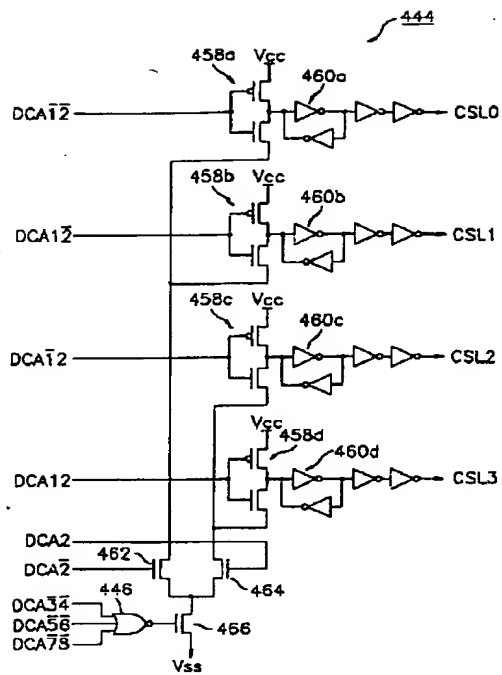 444
458a
Vcc
460a
DCA1̅2̅
CSL0
458b
Vcc
460b
DCA12̅
CSL1
458c
Vcc
460c
DCA1̅2
CSL2
Vcc
458d
460d
DCA12
CSL3
DCA2
462
DCA2̅
464
446
DCA3̅4̅
DCA5̅6̅
466
DCA7̅8̅
Vss